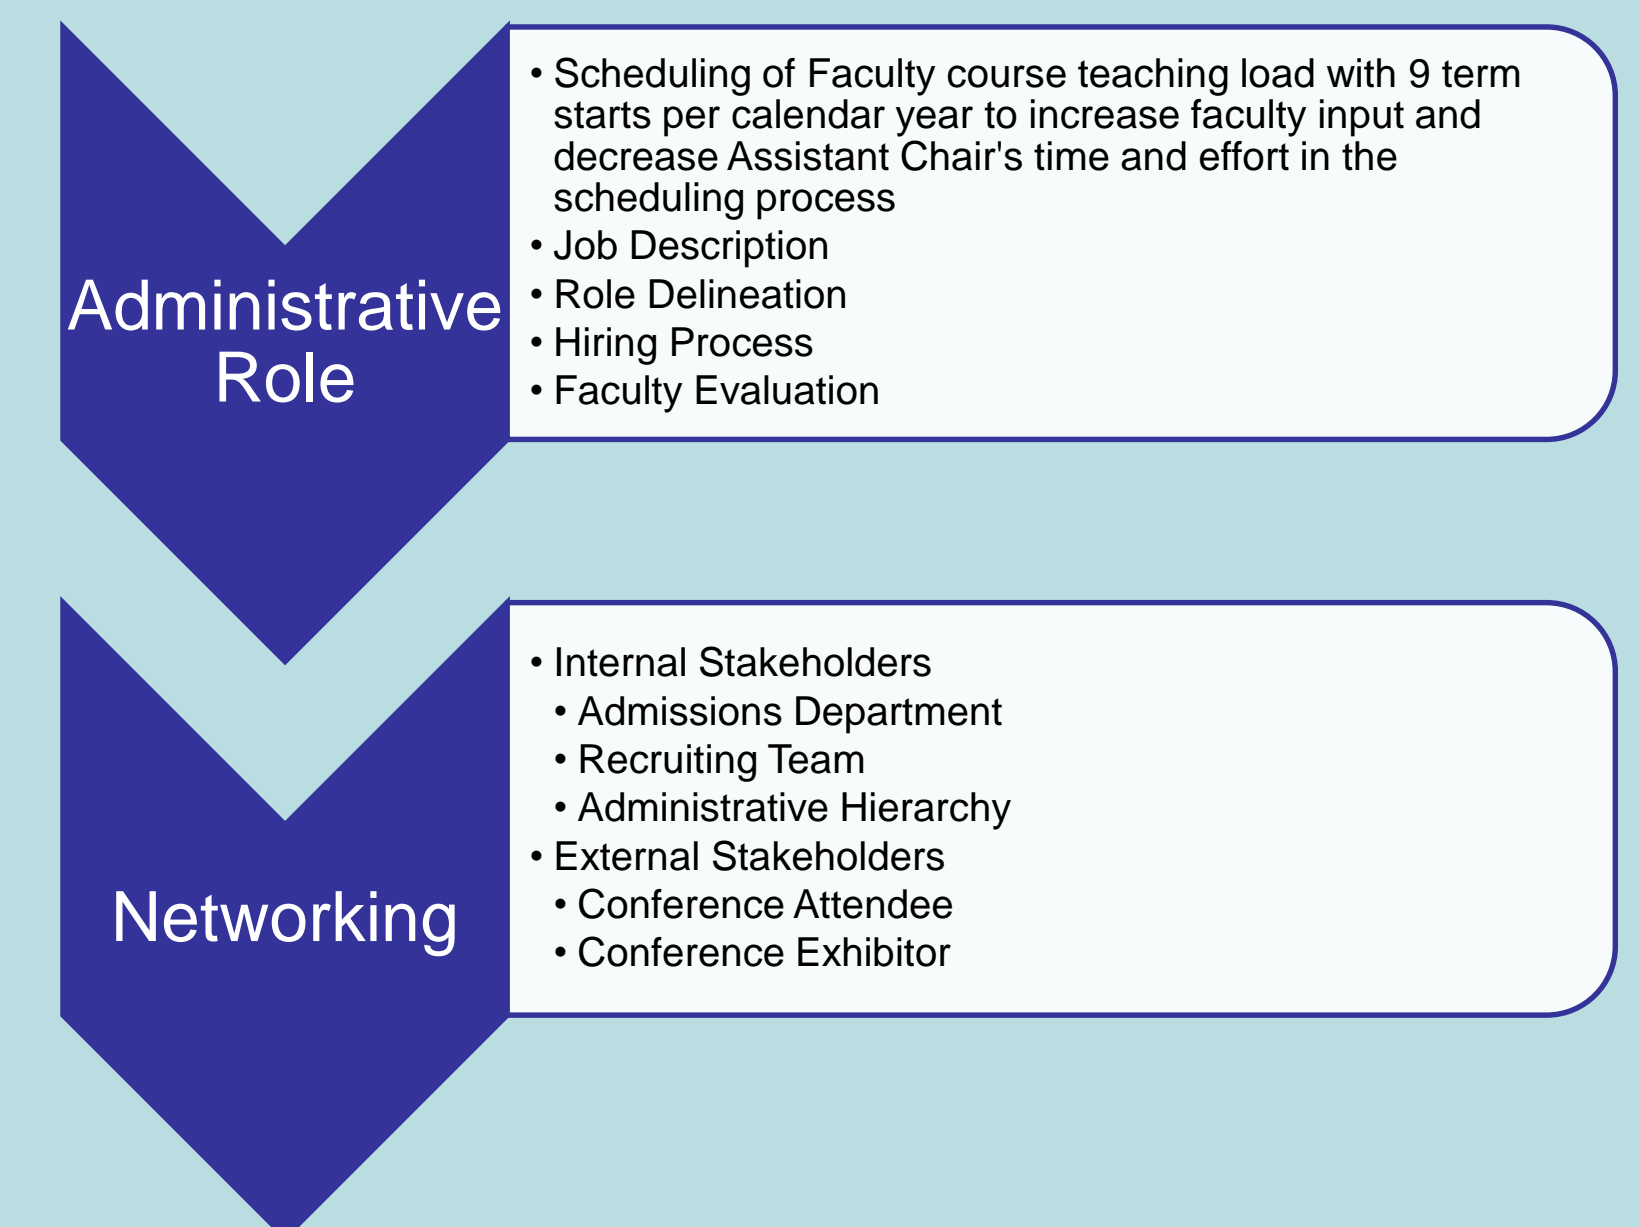 Administrative
Role
• Scheduling of Faculty course teaching load with 9 term
starts per calendar year to increase faculty input and
decrease Assistant Chair's time and effort in the
scheduling process
• Job Description
• Role Delineation
• Hiring Process
• Faculty Evaluation
Networking
• Internal Stakeholders
• Admissions Department
• Recruiting Team
• Administrative Hierarchy
• External Stakeholders
• Conference Attendee
• Conference Exhibitor